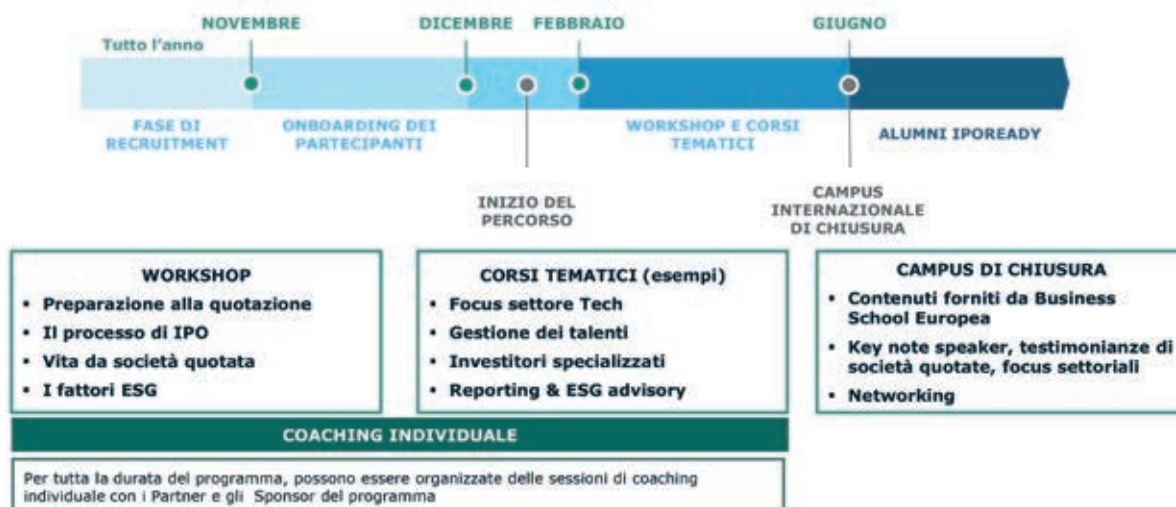 NOVEMBRE
DICEMBRE
FEBBRAIO
GIUGNO
Tutto l'anno
FASE DI
RECRUITMENT
ONBOARDING DEI
PARTECIPANTI
WORKSHOP E CORSI
TEMATICI
ALUMNI IPOREADY
INIZIO DEL
PERCORSO
CAMPUS
INTERNAZIONALE
DI CHIUSURA
WORKSHOP
▪ Preparazione alla quotazione
▪ Il processo di IPO
▪ Vita da società quotata
▪ I fattori ESG
CORSI TEMATICI (esempi)
▪ Focus settore Tech
▪ Gestione dei talenti
▪ Investitori specializzati
▪ Reporting & ESG advisory
CAMPUS DI CHIUSURA
▪ Contenuti forniti da Business
School Europea
▪ Key note speaker, testimonianze di
società quotate, focus settoriali
▪ Networking
COACHING INDIVIDUALE
Per tutta la durata del programma, possono essere organizzate delle sessioni di coaching
individuale con i Partner e gli Sponsor del programma